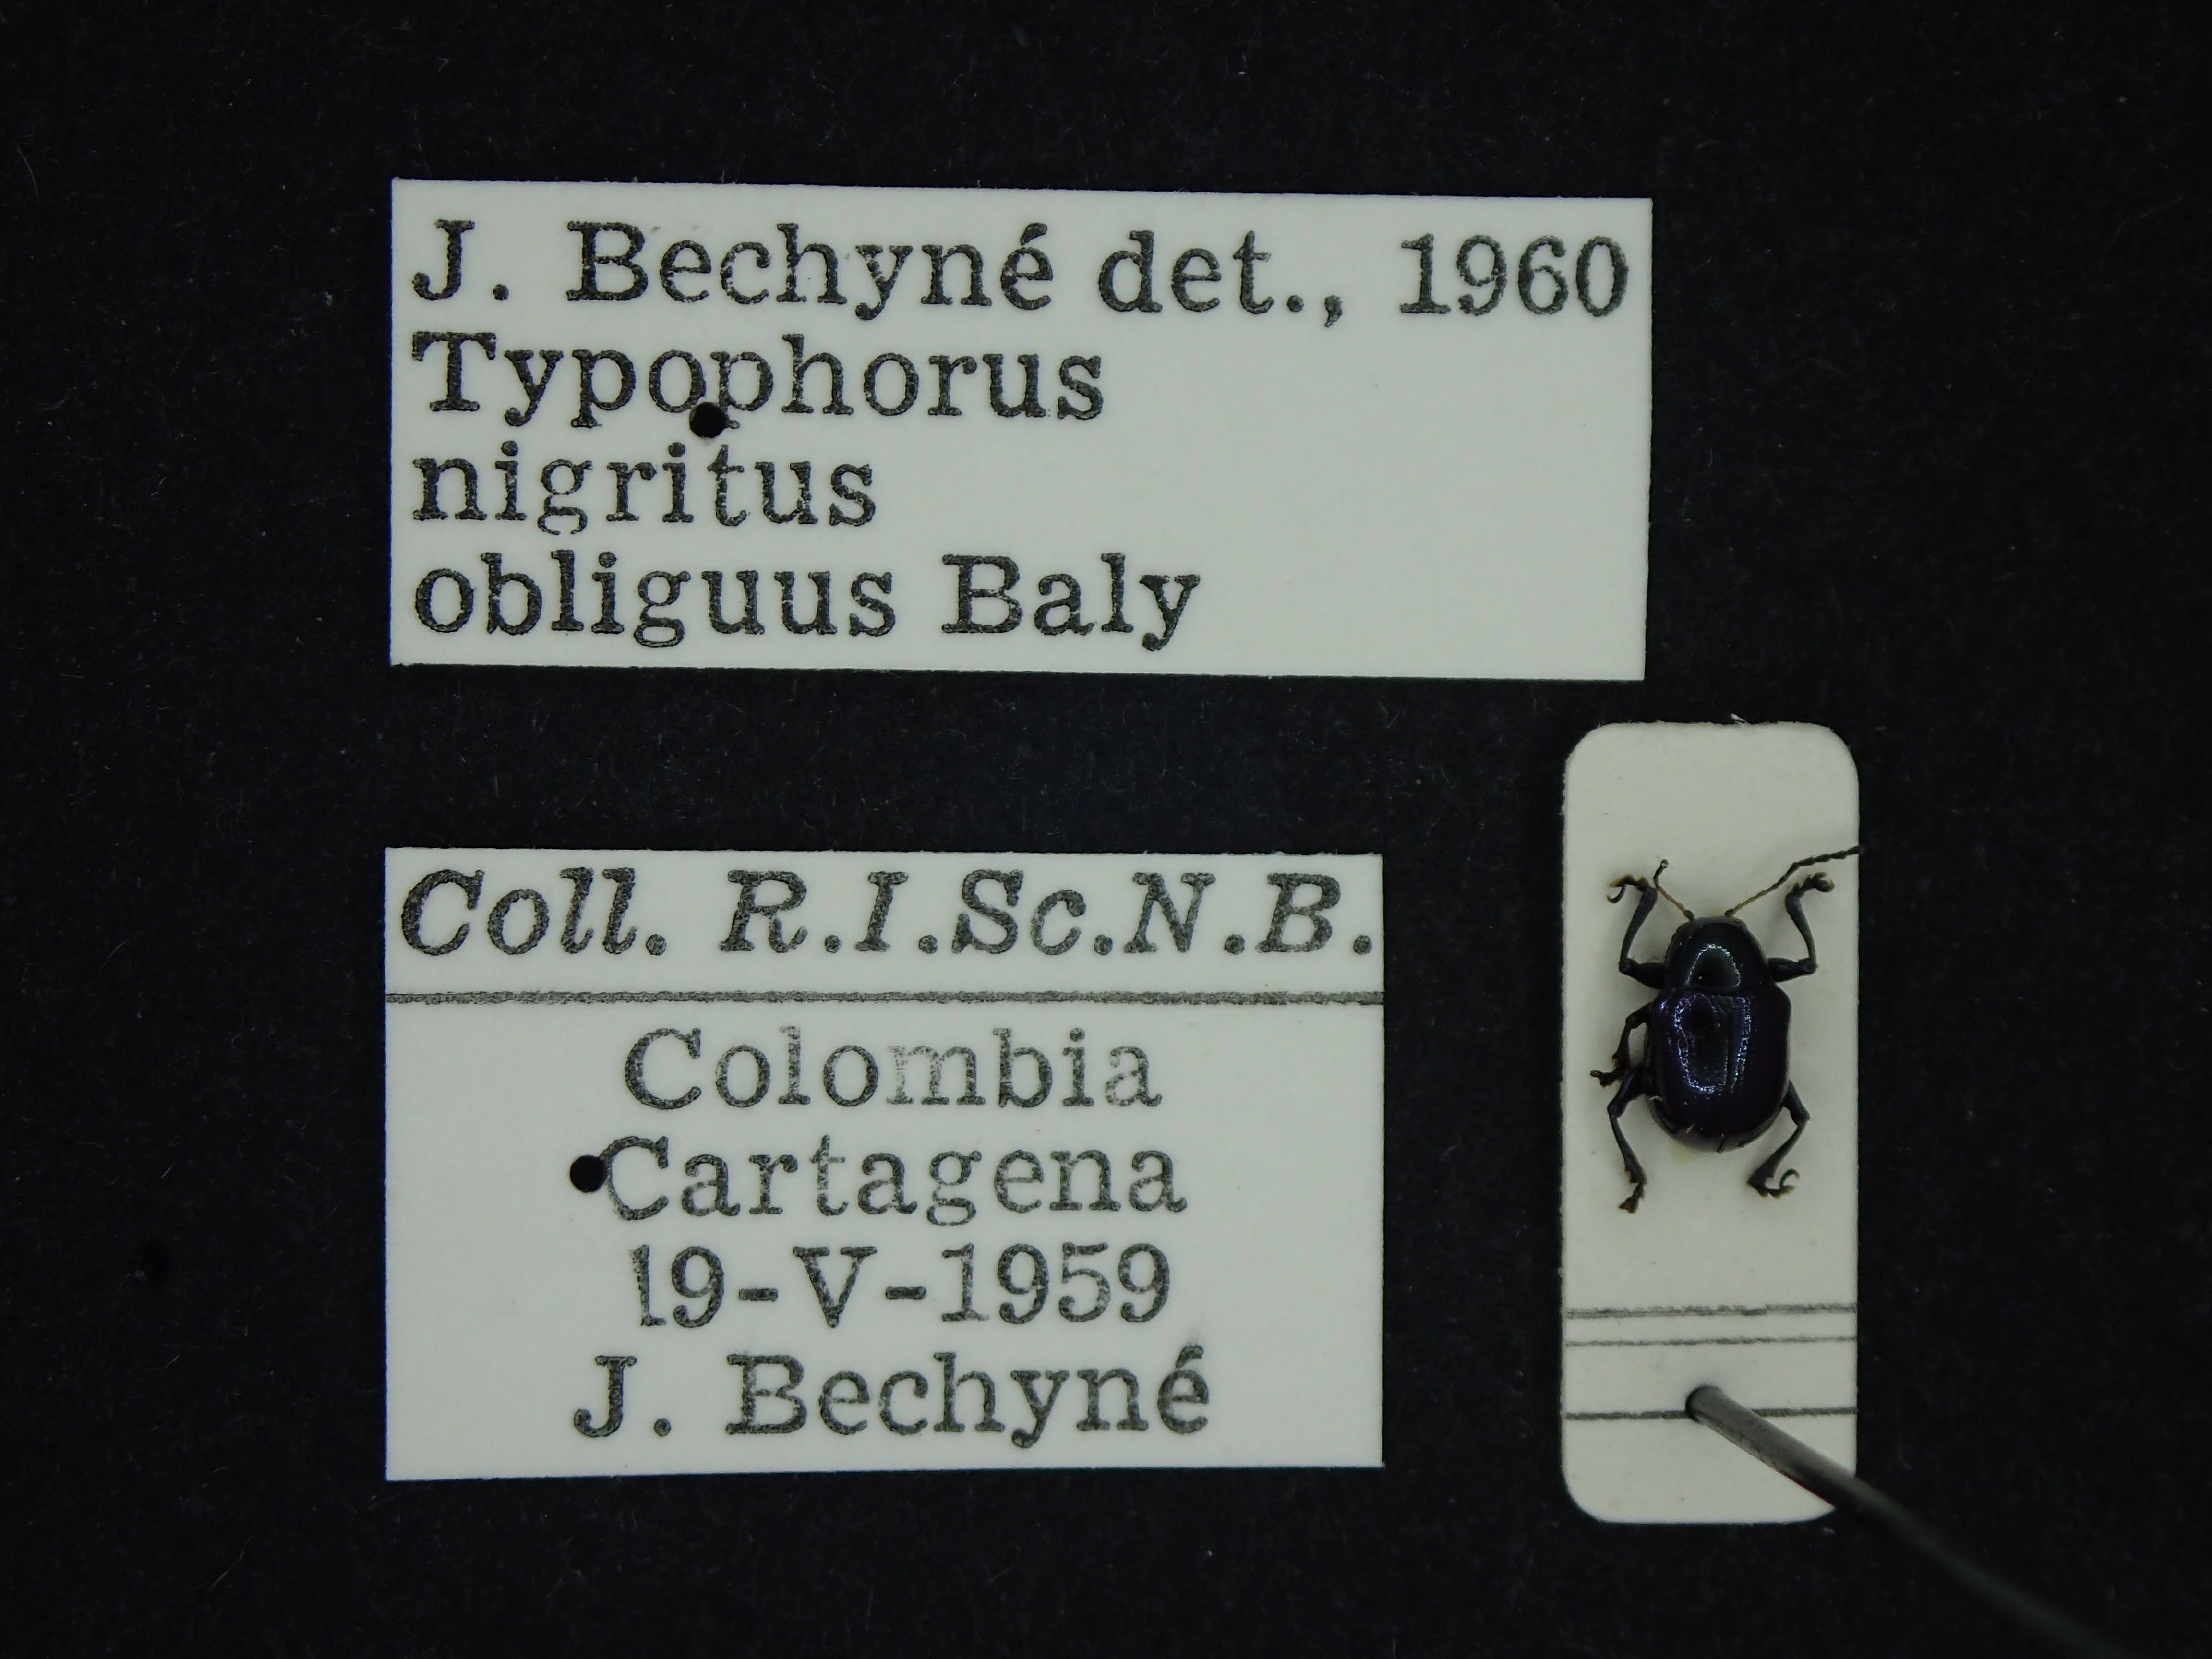 J. Bechyné det., 1960
Typophorus
nigritus
obliguus Baly
Coll. R.I.Sc.N.B.
Colombia
Cartagena
19-V-1959
J. Bechyné